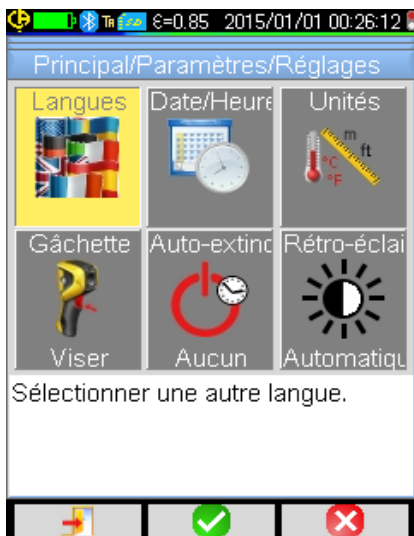 ε=0.85 2015/01/01 00:26:12
Principal/Paramètres/Réglages
Langues Date/Heure Unités
m
ft
°C
°F
Gâchette Auto-extinc Rétro-éclai
Viser Aucun Automatiqu
Sélectionner une autre langue.